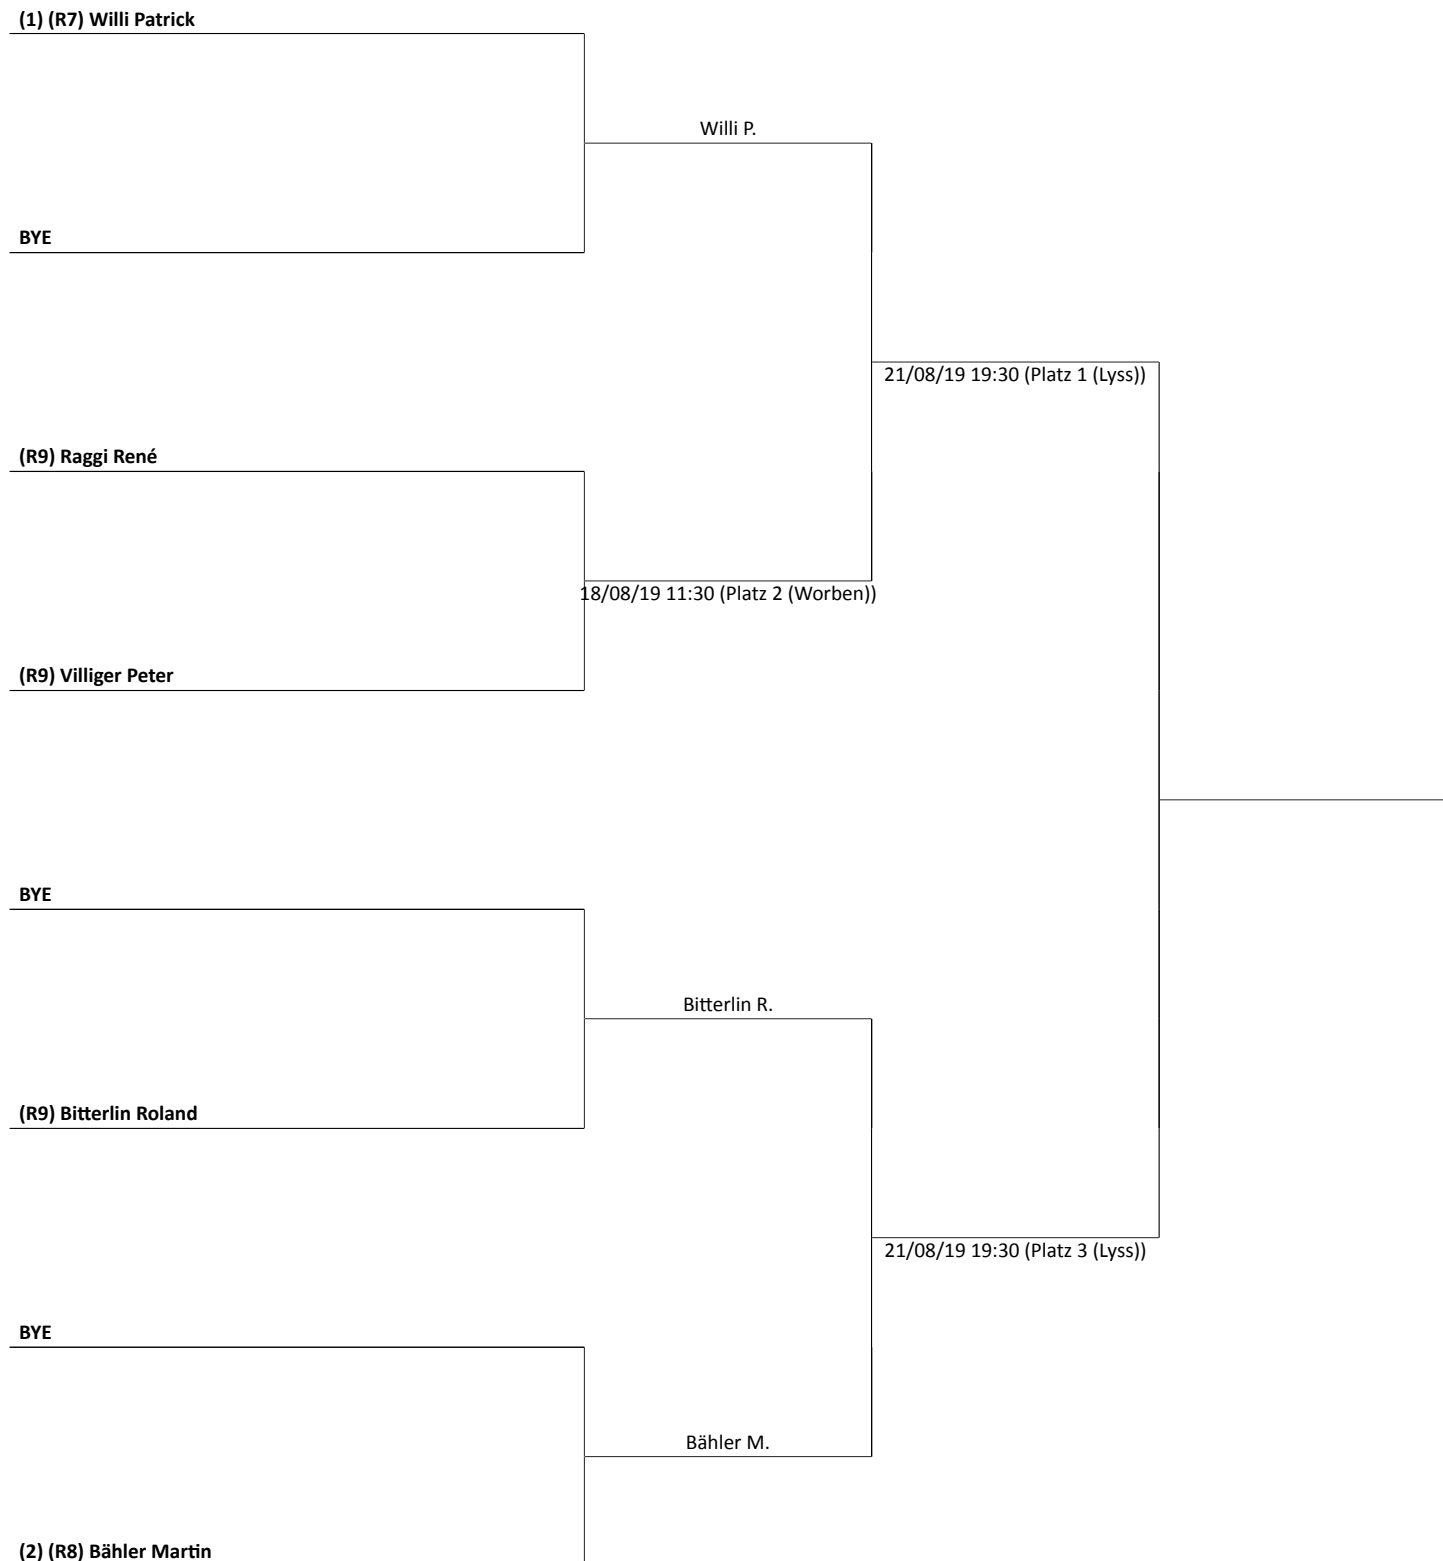 (1) (R7) Willi Patrick
Willi P.
BYE
21/08/19 19:30 (Platz 1 (Lyss))
(R9) Raggi René
18/08/19 11:30 (Platz 2 (Worben))
(R9) Villiger Peter
BYE
Bitterlin R.
(R9) Bitterlin Roland
21/08/19 19:30 (Platz 3 (Lyss))
BYE
Bähler M.
(2) (R8) Bähler Martin